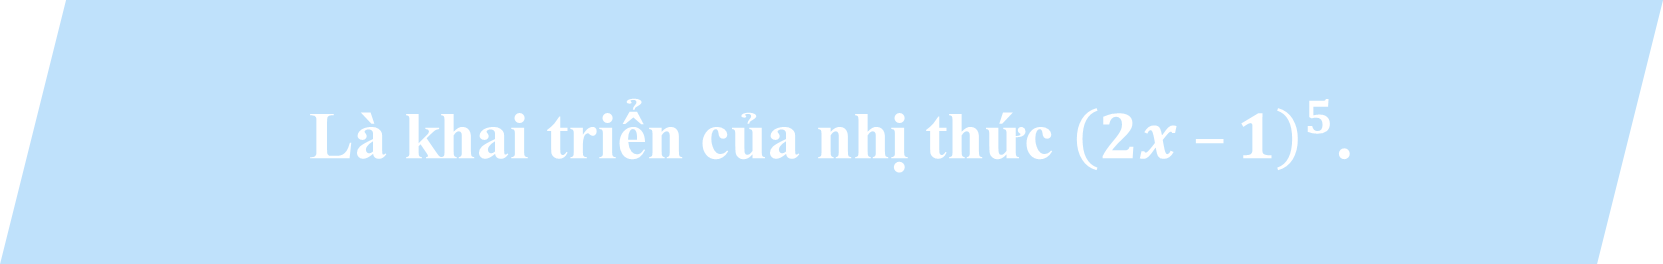 Là khai triển của nhị thức (2x – 1)⁵.